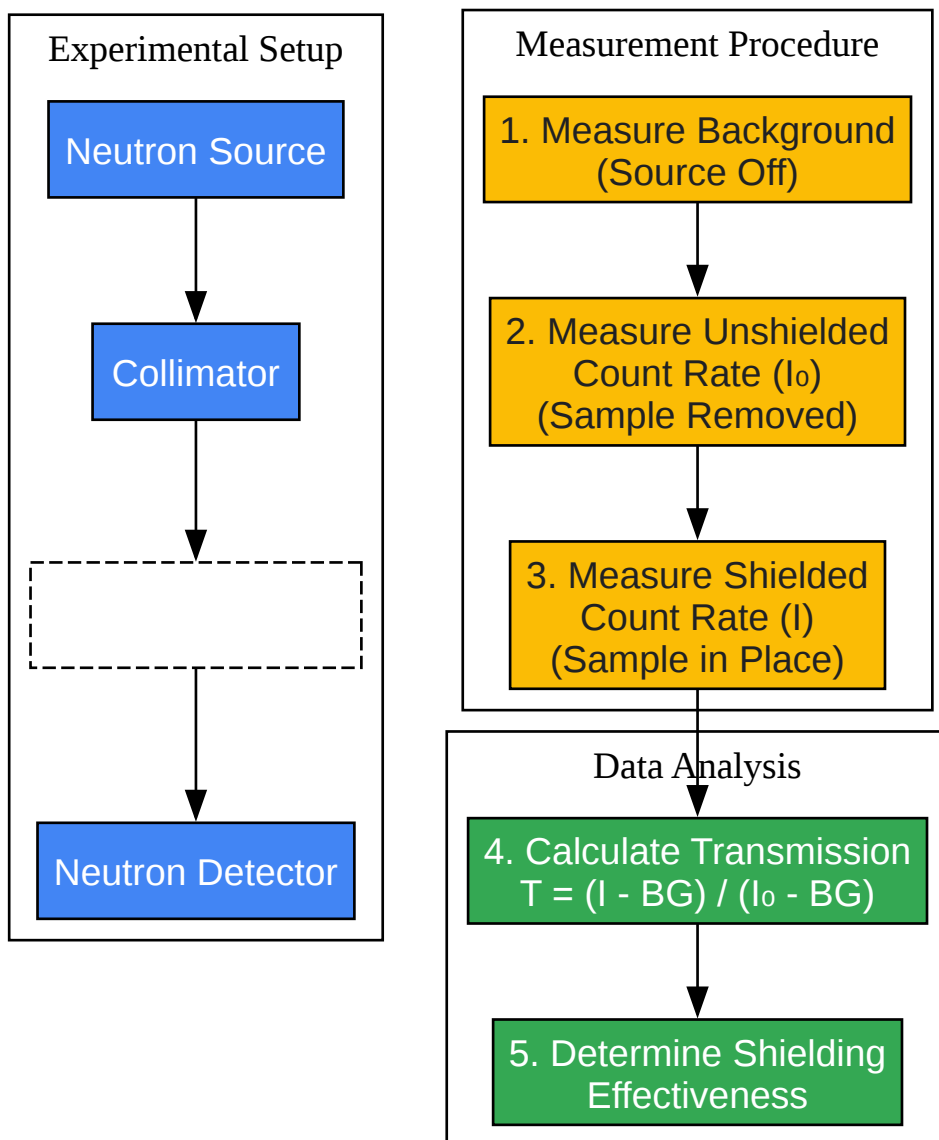 Experimental Setup
Neutron Source
Collimator
Neutron Detector
Measurement Procedure
1. Measure Background
(Source Off)
2. Measure Unshielded
Count Rate (I₀)
(Sample Removed)
3. Measure Shielded
Count Rate (I)
(Sample in Place)
Data Analysis
4. Calculate Transmission
T = (I - BG) / (I₀ - BG)
5. Determine Shielding
Effectiveness